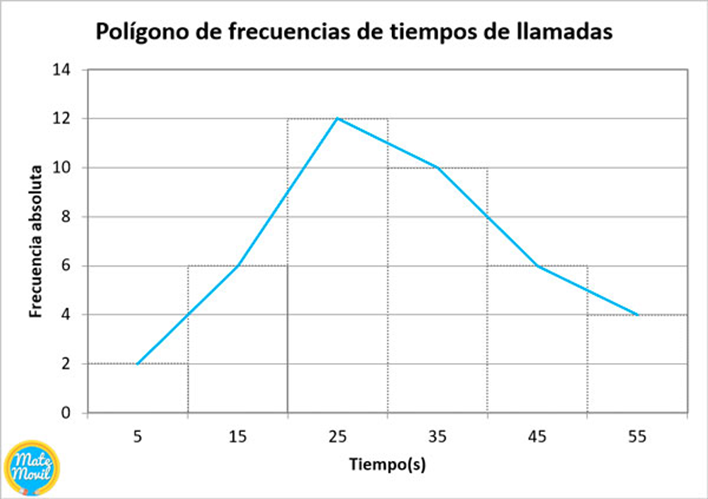 Polígono de frecuencias de tiempos de llamadas
14
12
10
8
6
4
2
0
Frecuencia absoluta
5 15 25 35 45 55
Tiempo(s)
Mate
Movil